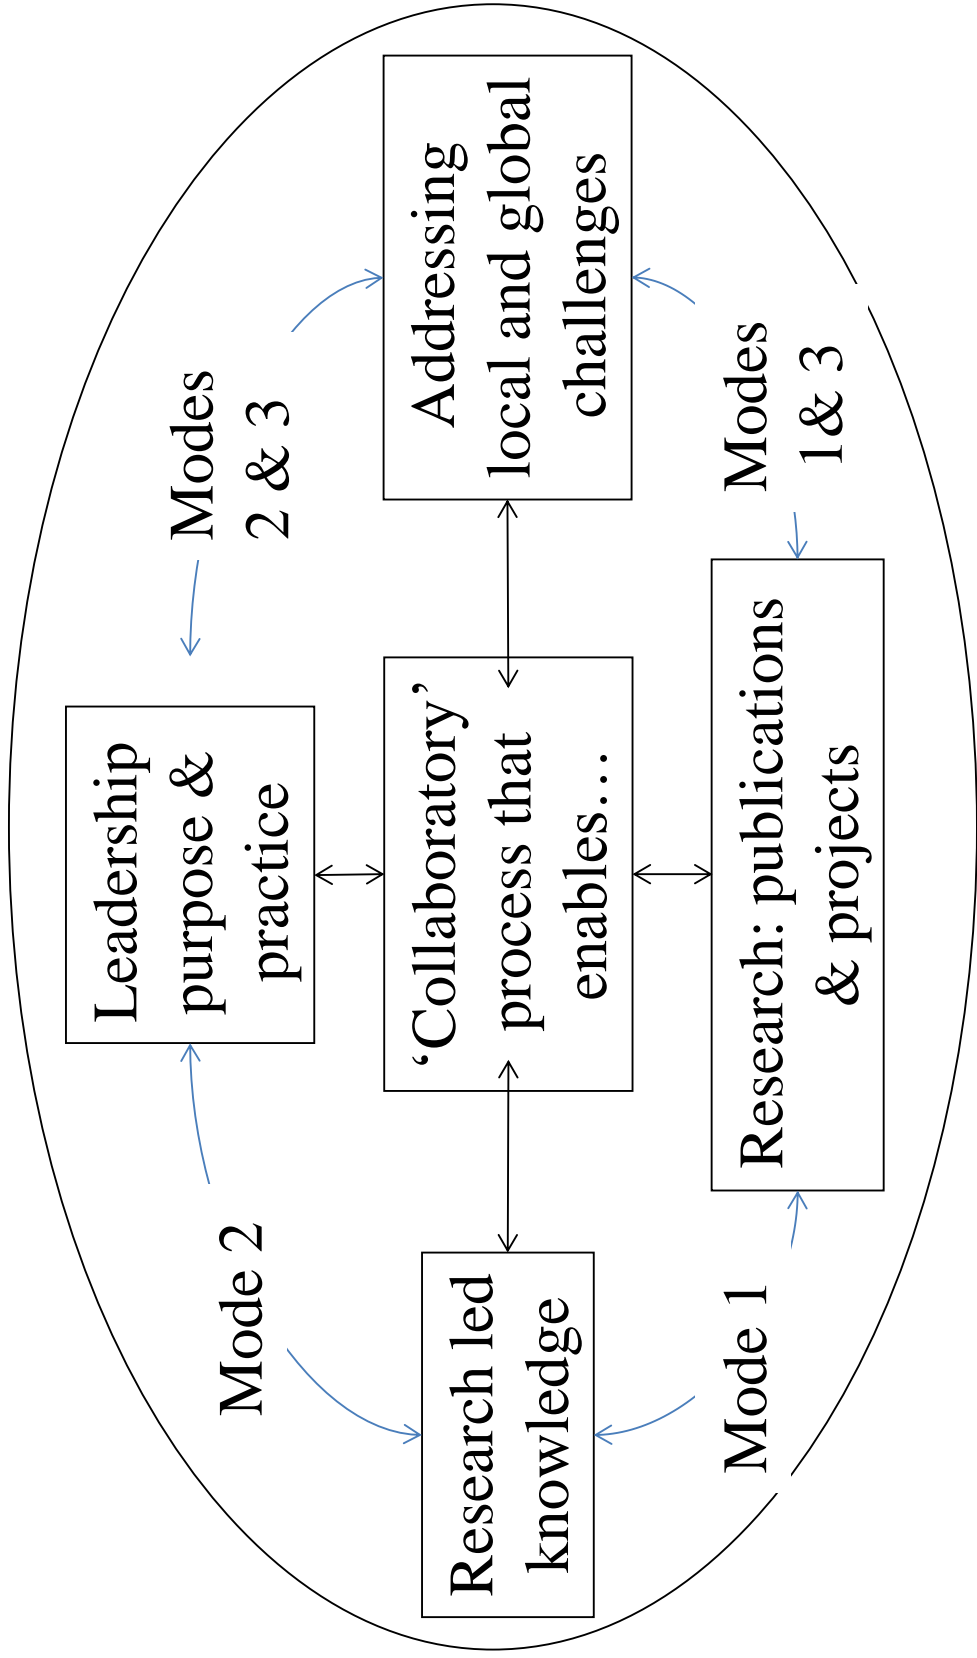 Leadership
purpose &
practice
Mode 2
Modes
2 & 3
Research led
knowledge
‘Collaboratory’
process that
enables…
Addressing
local and global
challenges
Mode 1
Modes
1& 3
Research: publications
& projects